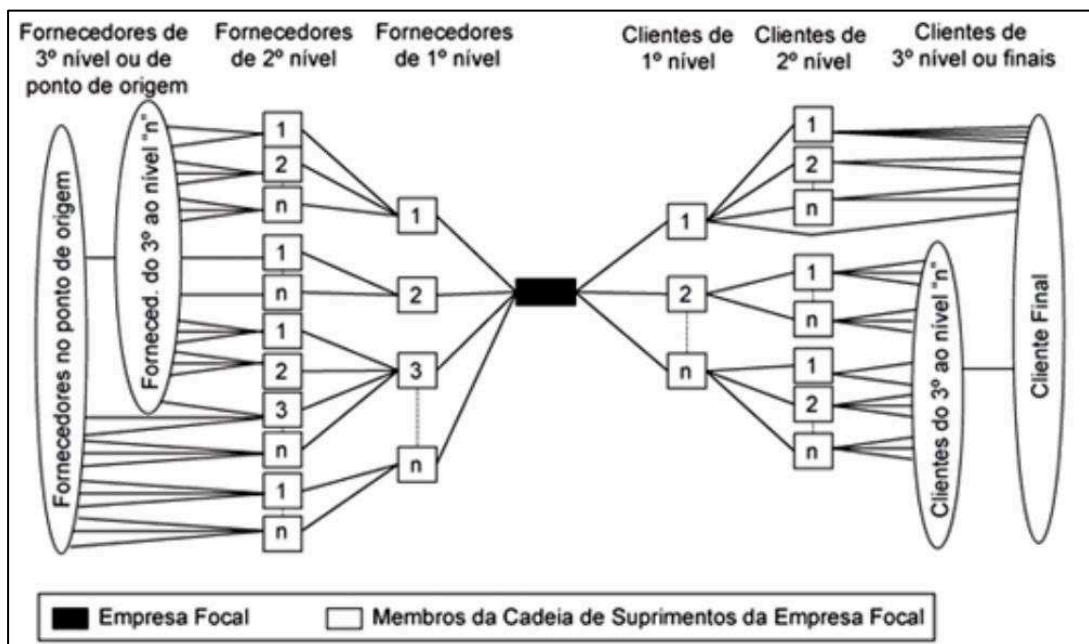 Fornecedores de
3º nível ou de
ponto de origem
Fornecedores
de 2º nível
Fornecedores
de 1º nível
Clientes de
1º nível
Clientes de
2º nível
Clientes de
3º nível ou finais
Fornecedores no ponto de origem
Forneced. do 3º ao nível "n"
1
2
n
1
n
1
2
3
n
1
n
1
2
3
n
1
2
n
1
2
n
1
n
1
2
n
Clientes do 3º ao nível "n"
Cliente Final
Empresa Focal
Membros da Cadeia de Suprimentos da Empresa Focal